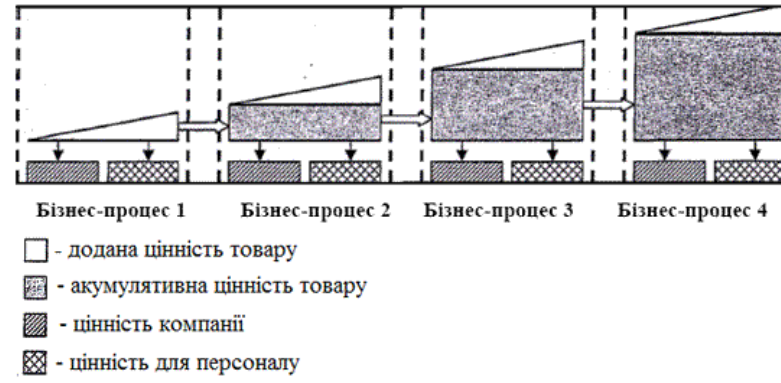 Бізнес-процес 1 Бізнес-процес 2 Бізнес-процес 3 Бізнес-процес 4
- додана цінність товару
- акумулятивна цінність товару
- цінність компанії
- цінність для персоналу